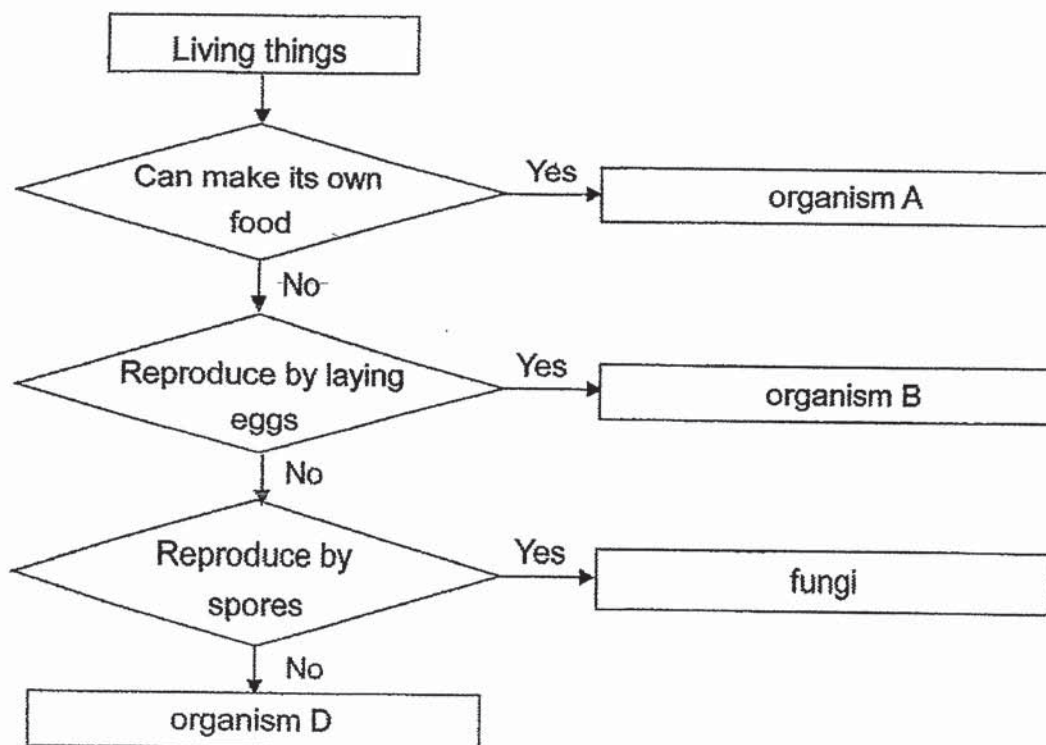 Living things
Can make its own
food
Yes
organism A
No
Reproduce by laying
eggs
Yes
organism B
No
Reproduce by
spores
Yes
fungi
No
organism D